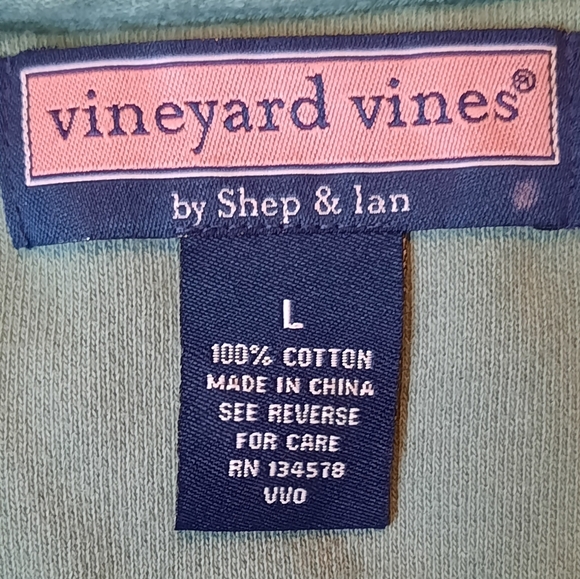 vineyard vines®
by Shep & Ian
L
100% COTTON
MADE IN CHINA
SEE REVERSE
FOR CARE
RN 134578
VVO